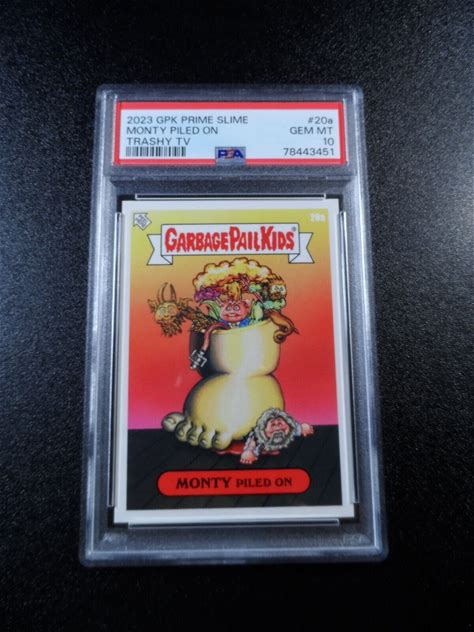 2023 GPK PRIME SLIME #20a
MONTY PILED ON GEM MT
TRASHY TV 10
PSA 78443451
20a
GARBAGE PAIL KIDS
MONTY PILED ON